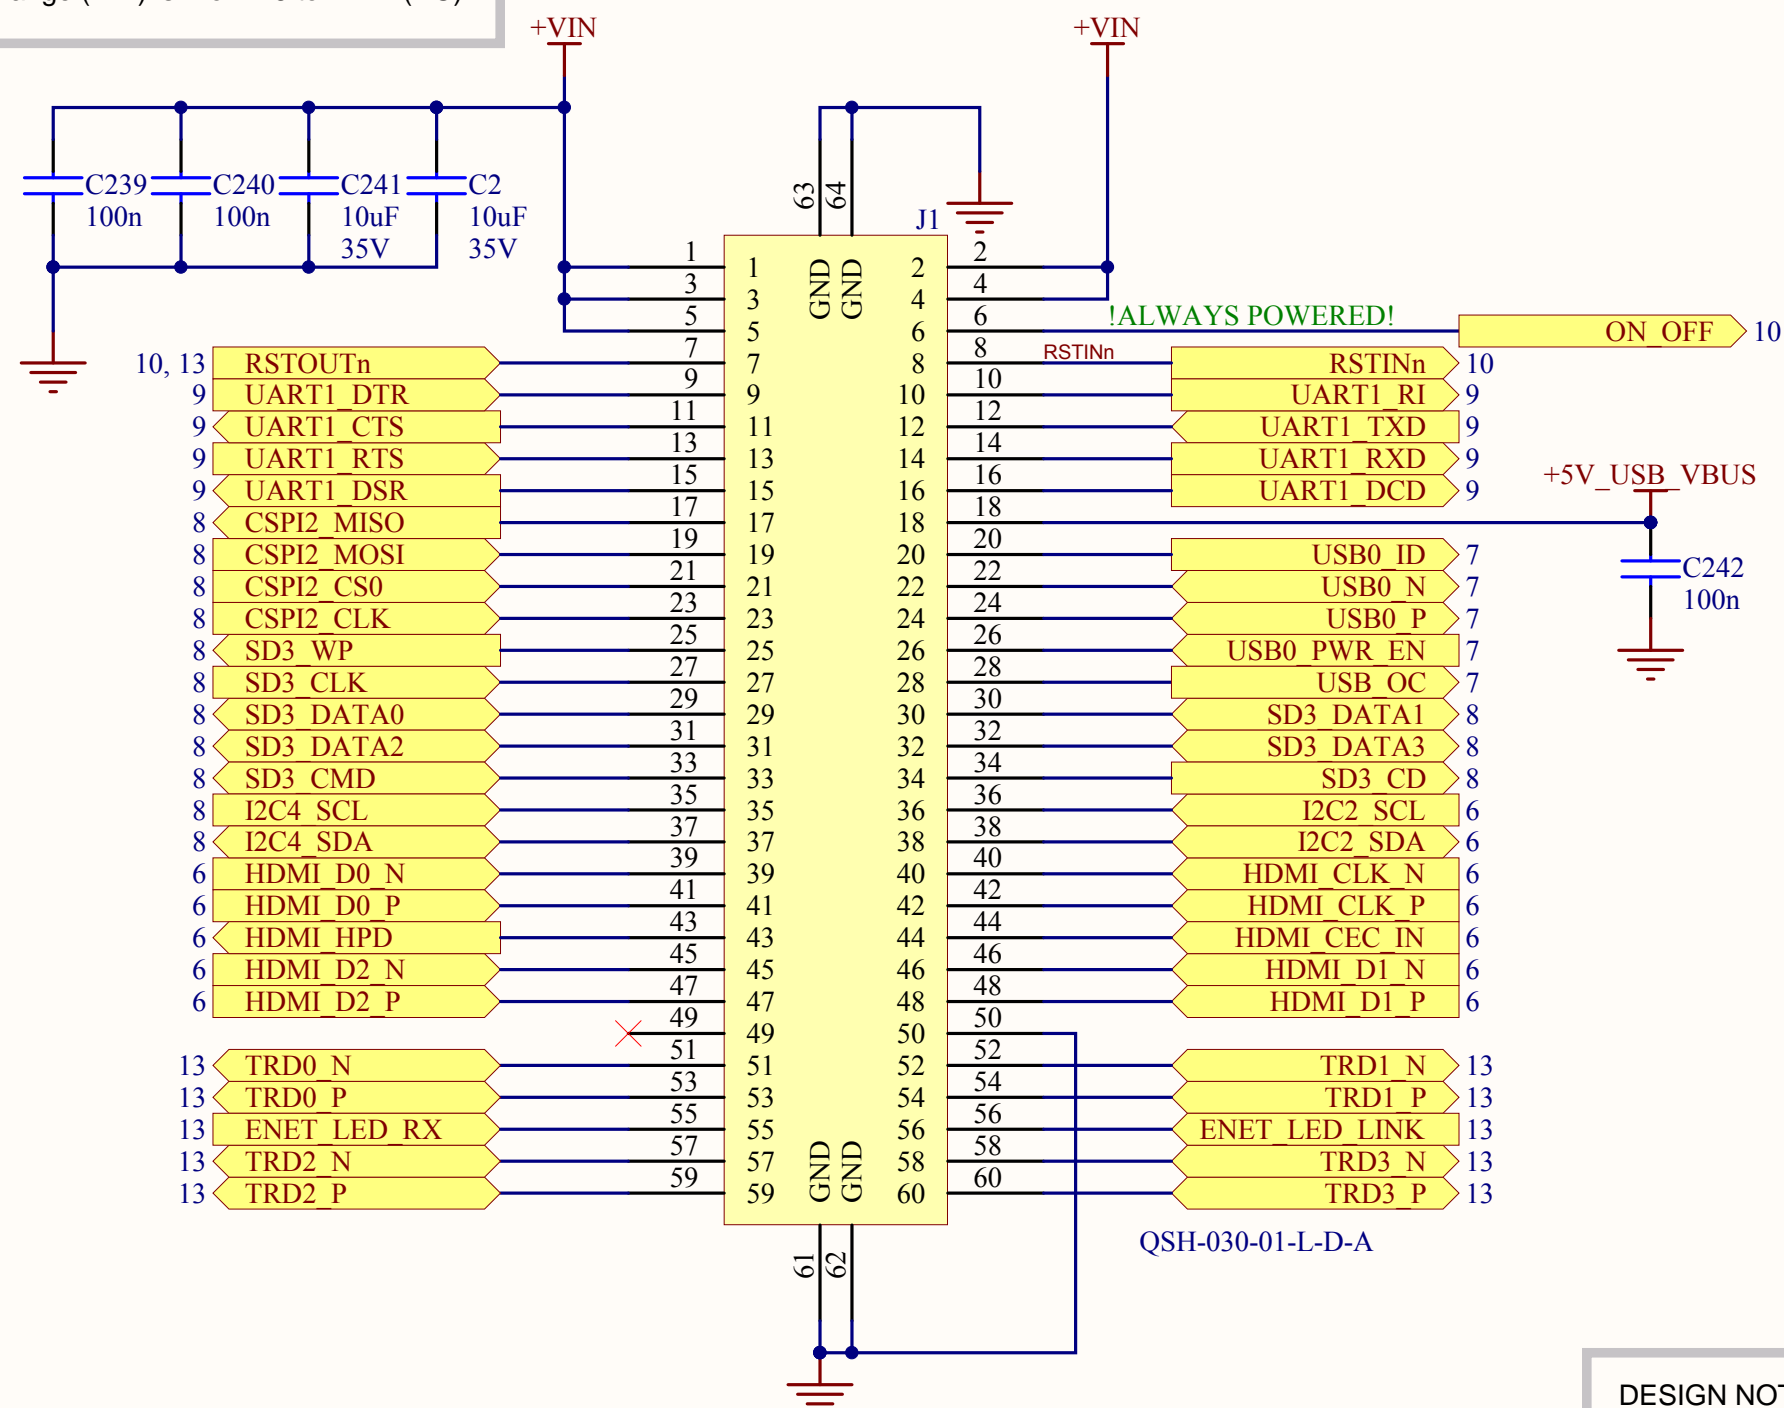 +VIN
+VIN
C239
100n
C240
100n
C241
10uF
35V
C2
10uF
35V
63
64
J1
GND
GND
1 1 2 2
3 3 4 4
5 5 6 6 !ALWAYS POWERED! ON_OFF 10
10, 13 RSTOUTn 7 7 8 8 RSTINn RSTINn 10
9 UART1_DTR 9 9 10 10 UART1_RI 9
9 UART1_CTS 11 11 12 12 UART1_TXD 9
9 UART1_RTS 13 13 14 14 UART1_RXD 9
9 UART1_DSR 15 15 16 16 UART1_DCD 9
+5V_USB_VBUS
8 CSPI2_MISO 17 17 18 18
8 CSPI2_MOSI 19 19 20 20 USB0_ID 7
C242
100n
8 CSPI2_CS0 21 21 22 22 USB0_N 7
8 CSPI2_CLK 23 23 24 24 USB0_P 7
8 SD3_WP 25 25 26 26 USB0_PWR_EN 7
8 SD3_CLK 27 27 28 28 USB_OC 7
8 SD3_DATA0 29 29 30 30 SD3_DATA1 8
8 SD3_DATA2 31 31 32 32 SD3_DATA3 8
8 SD3_CMD 33 33 34 34 SD3_CD 8
8 I2C4_SCL 35 35 36 36 I2C2_SCL 6
8 I2C4_SDA 37 37 38 38 I2C2_SDA 6
6 HDMI_D0_N 39 39 40 40 HDMI_CLK_N 6
6 HDMI_D0_P 41 41 42 42 HDMI_CLK_P 6
6 HDMI_HPD 43 43 44 44 HDMI_CEC_IN 6
6 HDMI_D2_N 45 45 46 46 HDMI_D1_N 6
6 HDMI_D2_P 47 47 48 48 HDMI_D1_P 6
49 49 50 50
13 TRD0_N 51 51 52 52 TRD1_N 13
13 TRD0_P 53 53 54 54 TRD1_P 13
13 ENET_LED_RX 55 55 56 56 ENET_LED_LINK 13
13 TRD2_N 57 57 58 58 TRD3_N 13
13 TRD2_P 59 59 60 60 TRD3_P 13
GND
GND
61
62
QSH-030-01-L-D-A
DESIGN